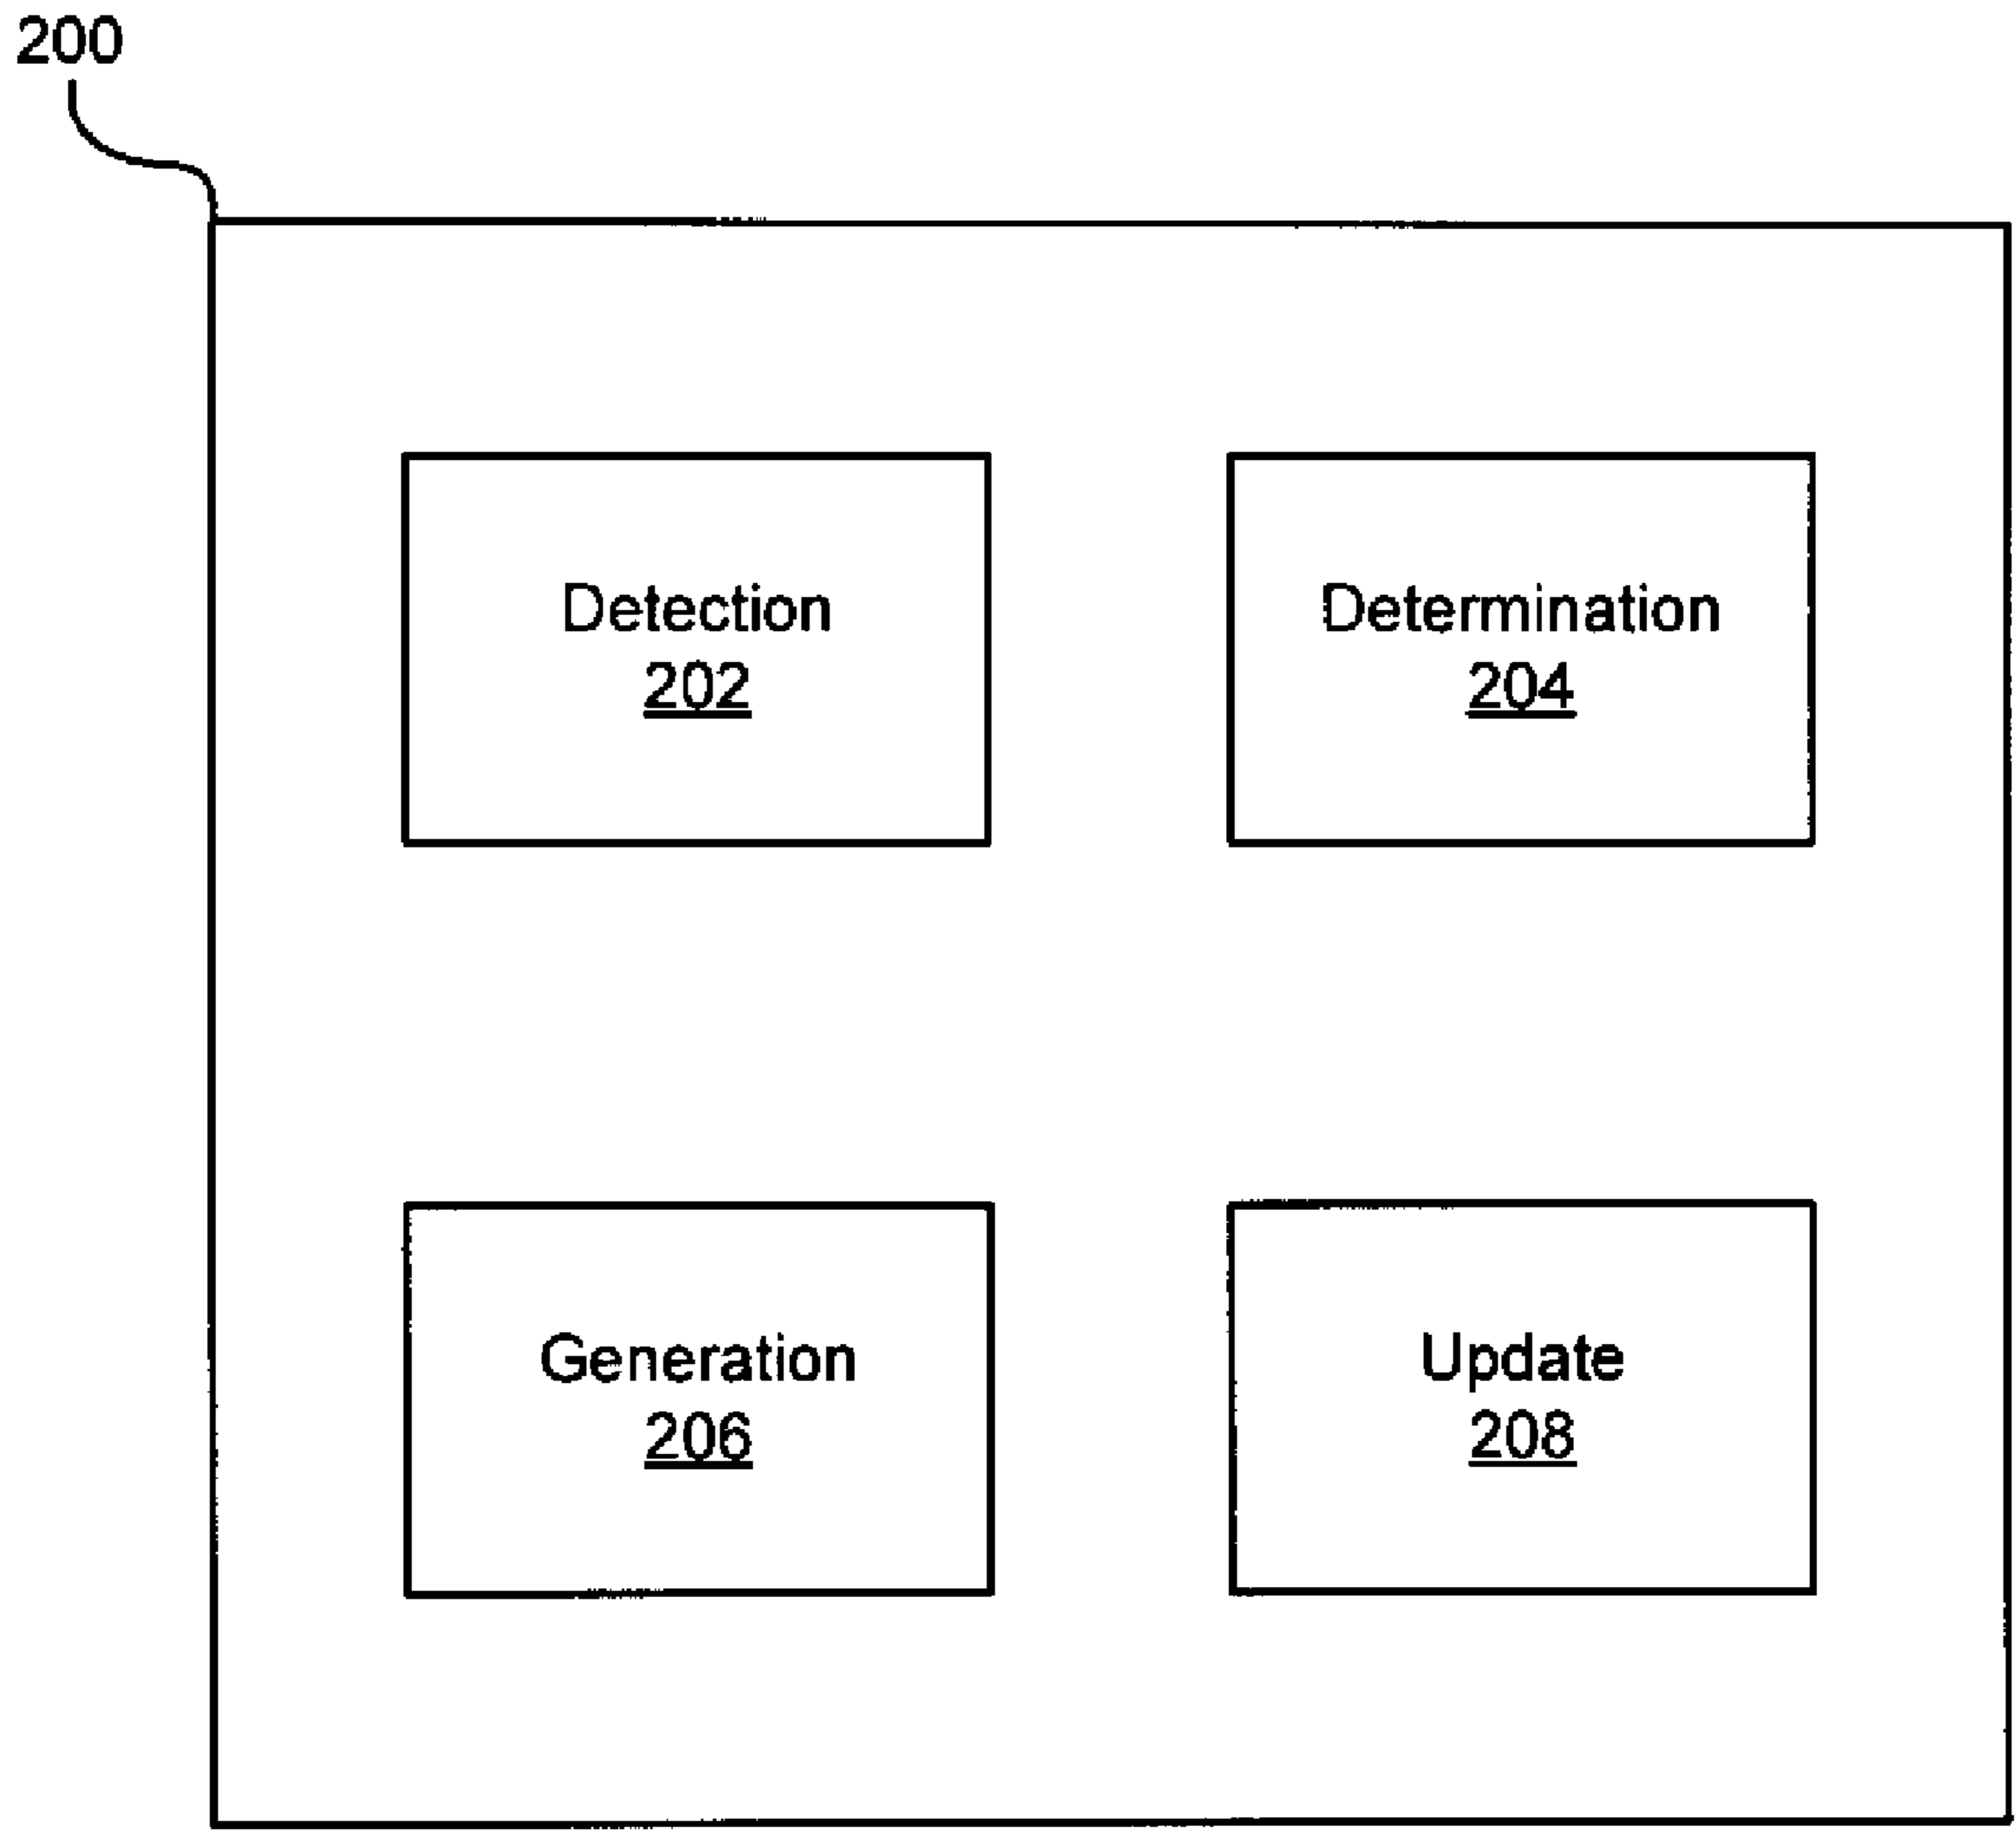 200
Detection
202
Determination
204
Generation
206
Update
208